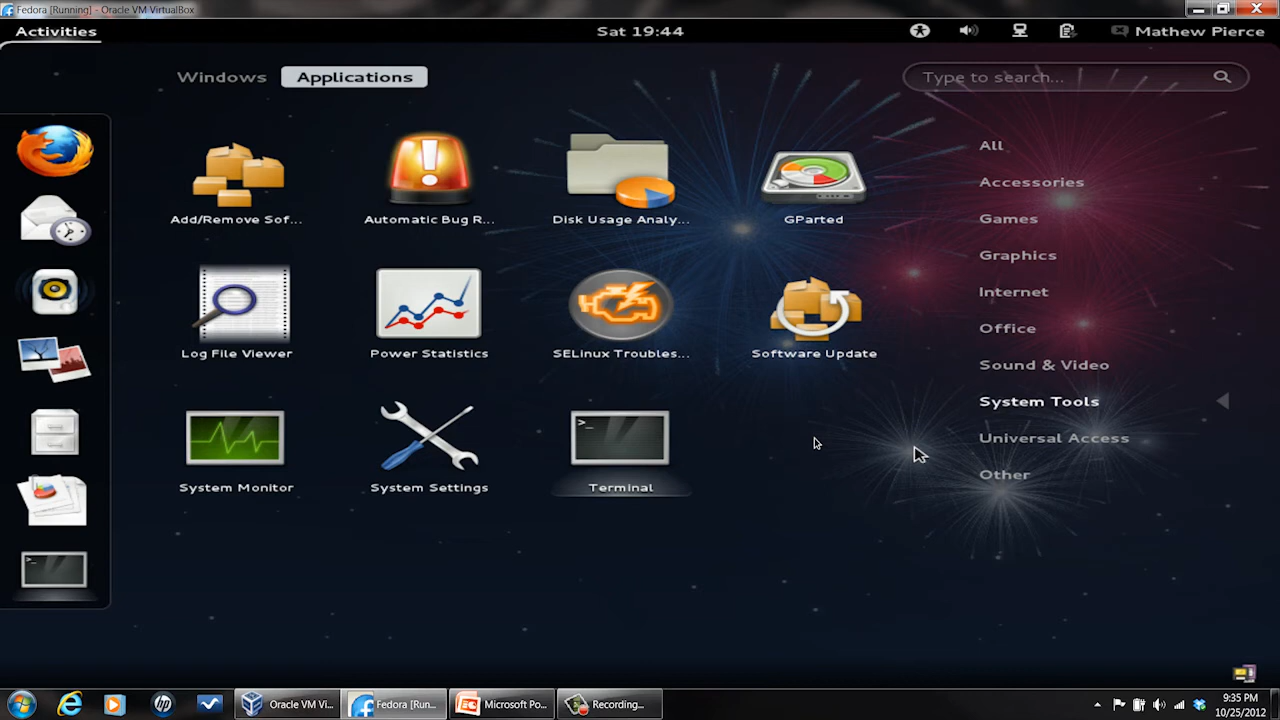 Fedora [Running] - Oracle VM VirtualBox
Activities
Sat 19:44
Mathew Pierce
Windows
Applications
Type to search...
Add/Remove Sof...
Automatic Bug R...
Disk Usage Analy...
GParted
Log File Viewer
Power Statistics
SELinux Troubles...
Software Update
System Monitor
System Settings
>_
Terminal
All
Accessories
Games
Graphics
Internet
Office
Sound & Video
System Tools
Universal Access
Other
>_
Oracle VM Vi...
Fedora [Run...
Microsoft Po...
Recording...
9:35 PM
10/25/2012